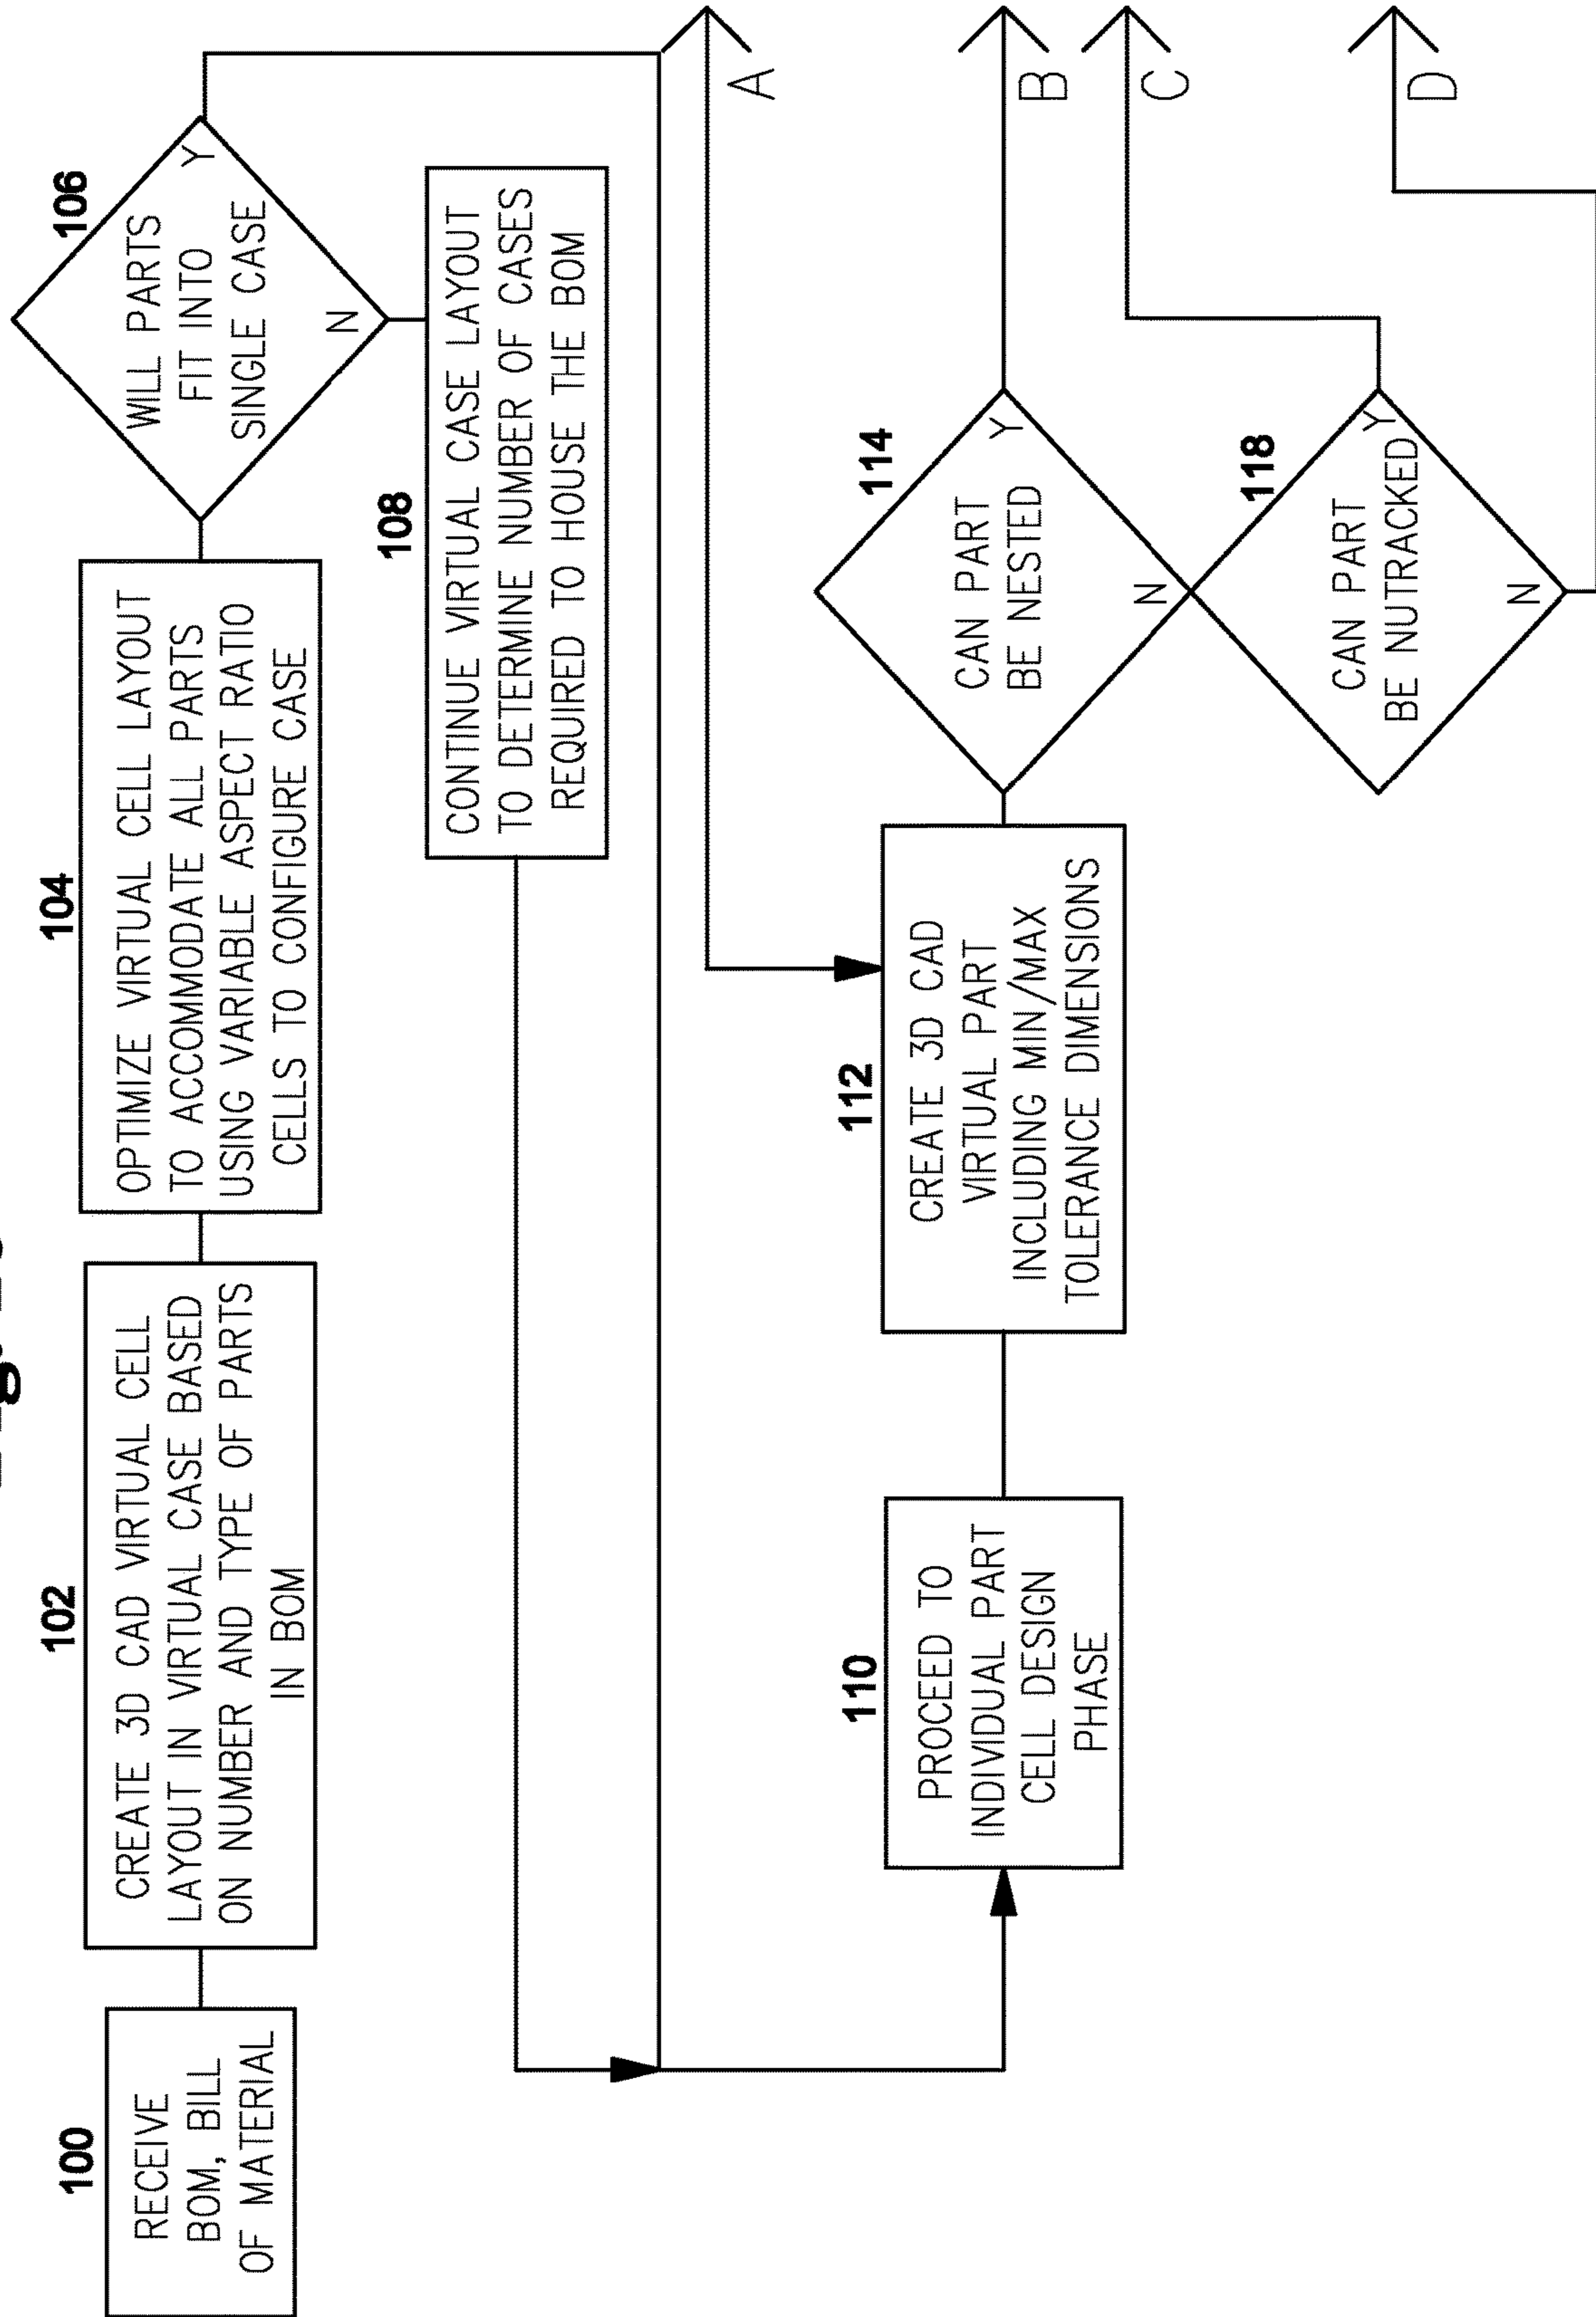 100
RECEIVE
BOM, BILL
OF MATERIAL
102
CREATE 3D CAD VIRTUAL CELL
LAYOUT IN VIRTUAL CASE BASED
ON NUMBER AND TYPE OF PARTS
IN BOM
104
OPTIMIZE VIRTUAL CELL LAYOUT
TO ACCOMMODATE ALL PARTS
USING VARIABLE ASPECT RATIO
CELLS TO CONFIGURE CASE
106
WILL PARTS
FIT INTO
SINGLE CASE
Y
N
108
CONTINUE VIRTUAL CASE LAYOUT
TO DETERMINE NUMBER OF CASES
REQUIRED TO HOUSE THE BOM
A
110
PROCEED TO
INDIVIDUAL PART
CELL DESIGN
PHASE
112
CREATE 3D CAD
VIRTUAL PART
INCLUDING MIN/MAX
TOLERANCE DIMENSIONS
114
CAN PART
BE NESTED
Y
N
B
118
CAN PART
BE NUTRACKED
Y
N
C
D